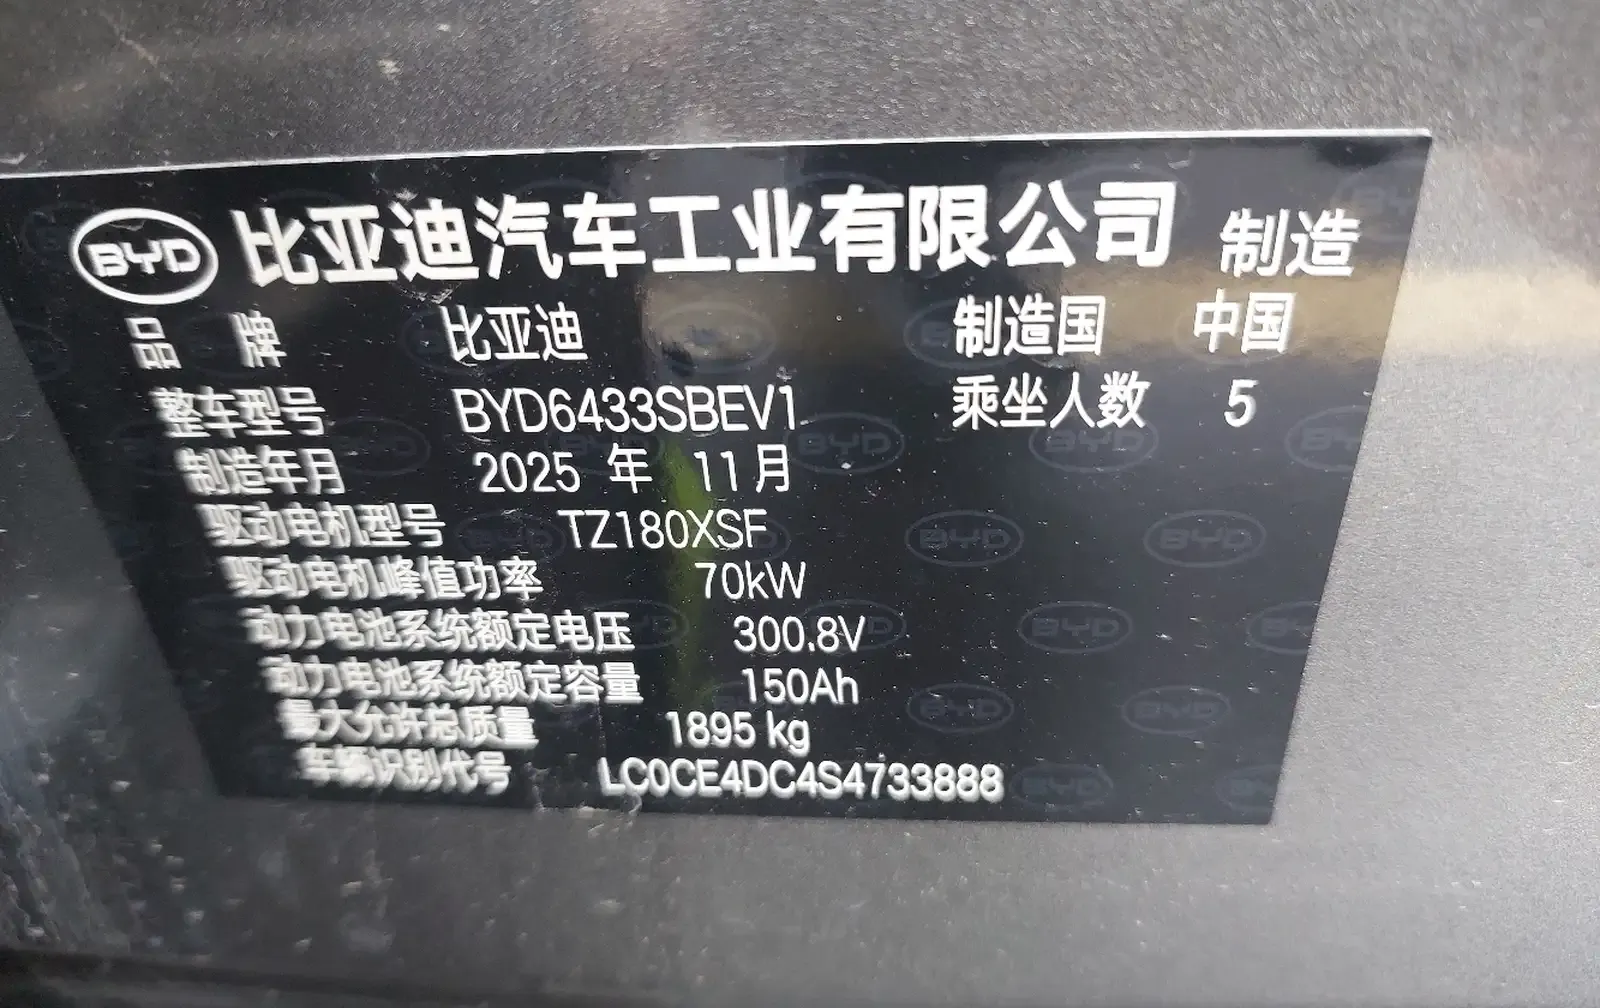 BYD 比亚迪汽车工业有限公司 制造
品 牌 比亚迪 制造国 中国
整车型号 BYD6433SBEV1 乘坐人数 5
制造年月 2025 年 11月
驱动电机型号 TZ180XSF
驱动电机峰值功率 70kW
动力电池系统额定电压 300.8V
动力电池系统额定容量 150Ah
最大允许总质量 1895 kg
车辆识别代号 LC0CE4DC4S4733888